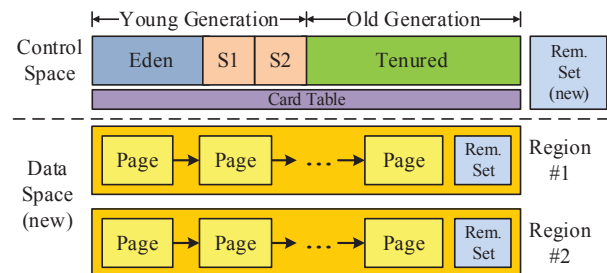 Young Generation Old Generation
Control
Space
Eden S1 S2 Tenured
Rem.
Set
(new)
Card Table
Data
Space
(new)
Page Page ... Page Rem.
Set
Region
#1
Page Page ... Page Rem.
Set
Region
#2